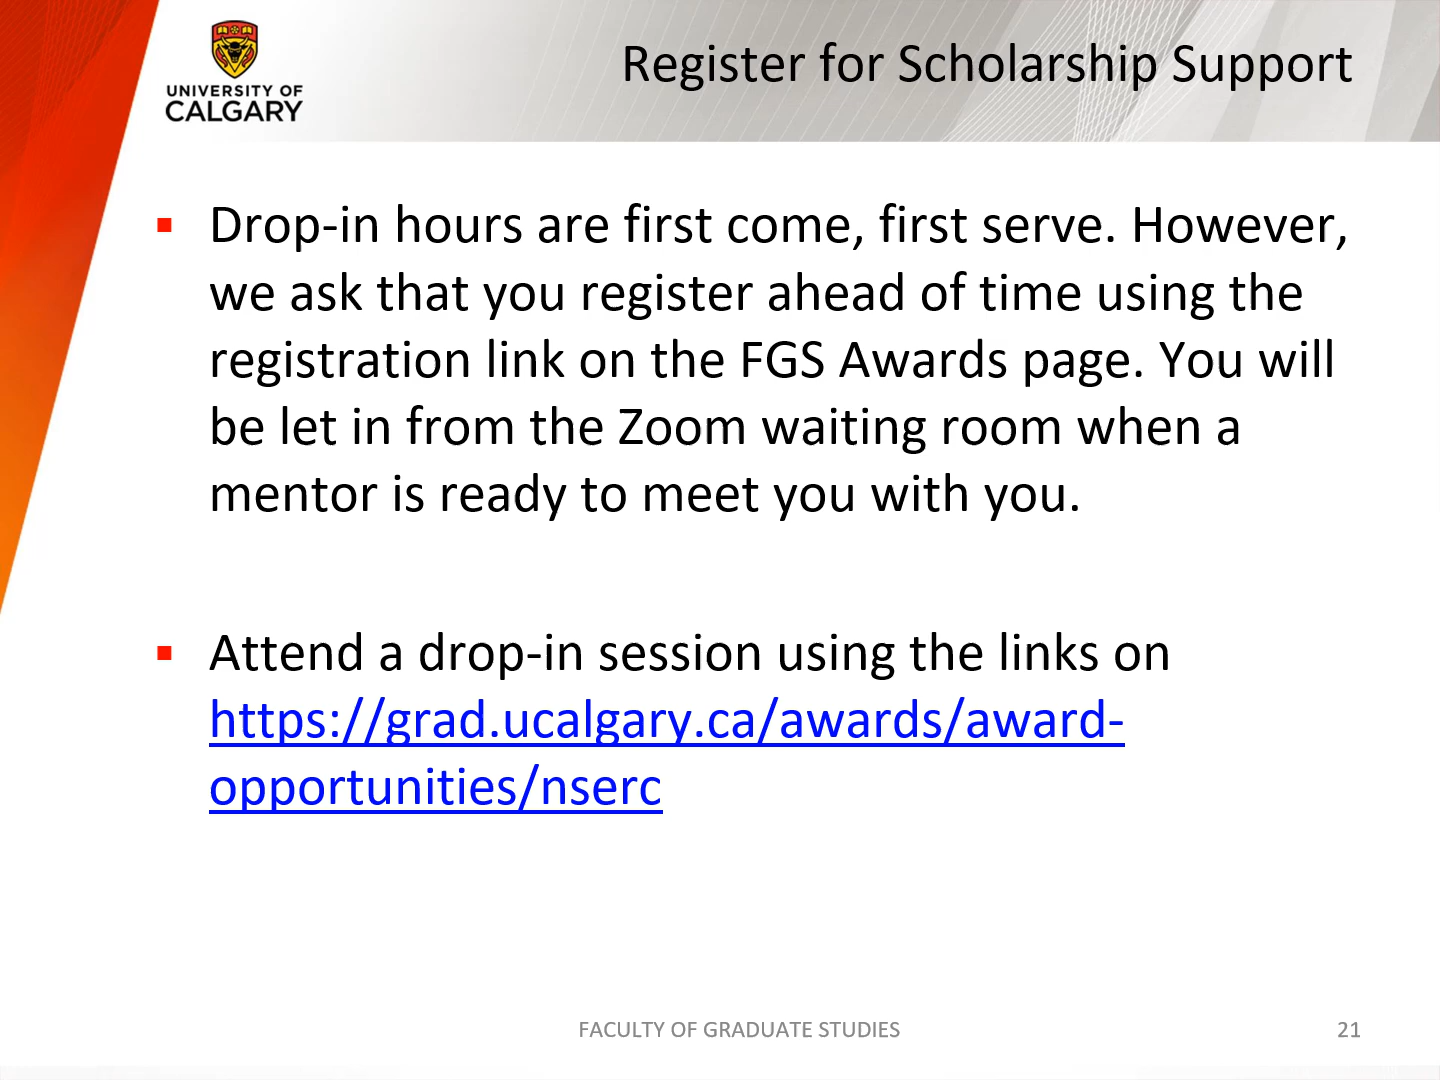 UNIVERSITY OF
CALGARY
Register for Scholarship Support
▪ Drop-in hours are first come, first serve. However,
we ask that you register ahead of time using the
registration link on the FGS Awards page. You will
be let in from the Zoom waiting room when a
mentor is ready to meet you with you.
▪ Attend a drop-in session using the links on
https://grad.ucalgary.ca/awards/award-
opportunities/nserc
FACULTY OF GRADUATE STUDIES
21